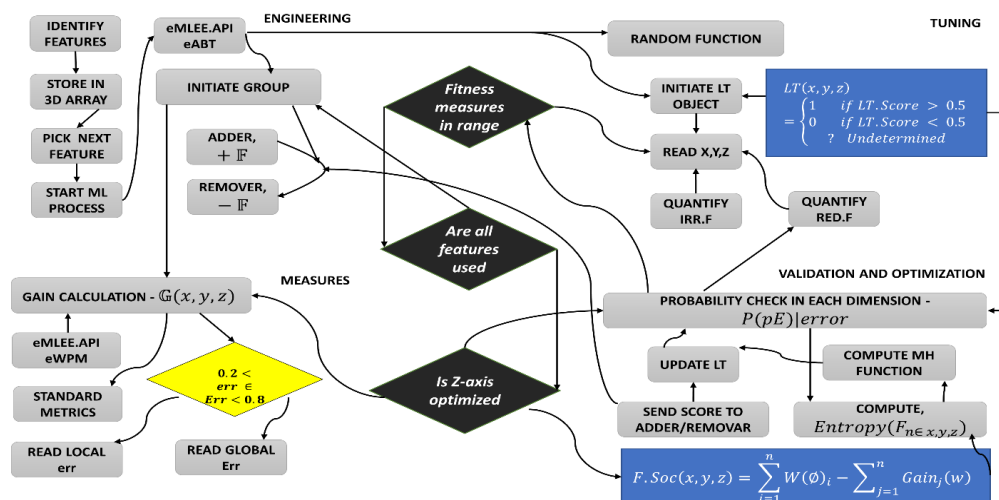 ENGINEERING
TUNING
IDENTIFY
FEATURES
STORE IN
3D ARRAY
PICK NEXT
FEATURE
START ML
PROCESS
eMLEE.API
eABT
INITIATE GROUP
ADDER,
+ 𝔽
REMOVER,
− 𝔽
RANDOM FUNCTION
Fitness
measures
in range
INITIATE LT
OBJECT
READ X,Y,Z
QUANTIFY
IRR.F
QUANTIFY
RED.F
LT(x, y, z)
= { 1 if LT.Score > 0.5
0 if LT.Score < 0.5
? Undetermined
Are all
features
used
MEASURES
GAIN CALCULATION - 𝔾(x, y, z)
eMLEE.API
eWPM
STANDARD
METRICS
0.2 <
err ∈
Err < 0.8
READ LOCAL
err
READ GLOBAL
Err
Is Z-axis
optimized
VALIDATION AND OPTIMIZATION
PROBABILITY CHECK IN EACH DIMENSION -
P(pE)|error
UPDATE LT
COMPUTE MH
FUNCTION
SEND SCORE TO
ADDER/REMOVAR
COMPUTE,
Entropy(F_{n∈ x,y,z})
F.Soc(x, y, z) = ∑_{i=1}^{n} W(∅)_i − ∑_{j=1}^{n} Gain_j(w)